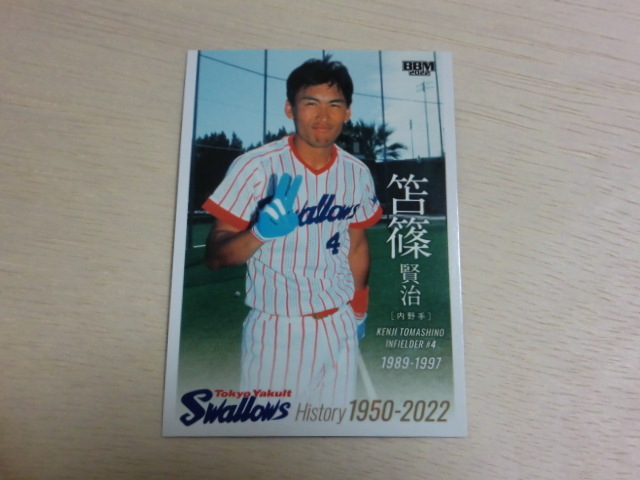 BBM
2022
Swallows
4
笘篠
賢治
[内野手]
KENJI TOMASHINO
INFIELDER #4
1989-1997
Tokyo Yakult
Swallows History 1950-2022